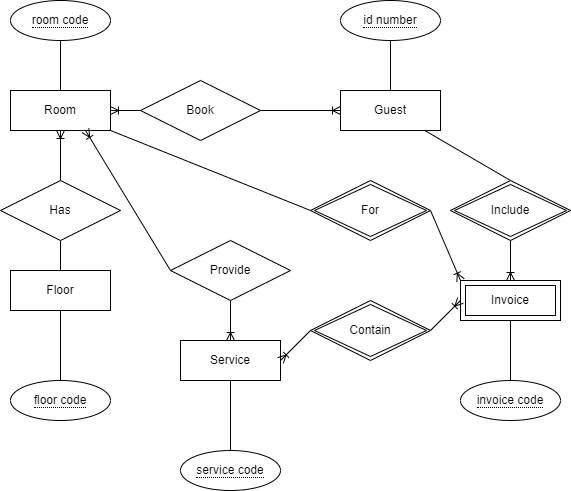 room code
id number
Room
Book
Guest
Has
For
Include
Provide
Floor
Invoice
Contain
Service
floor code
invoice code
service code